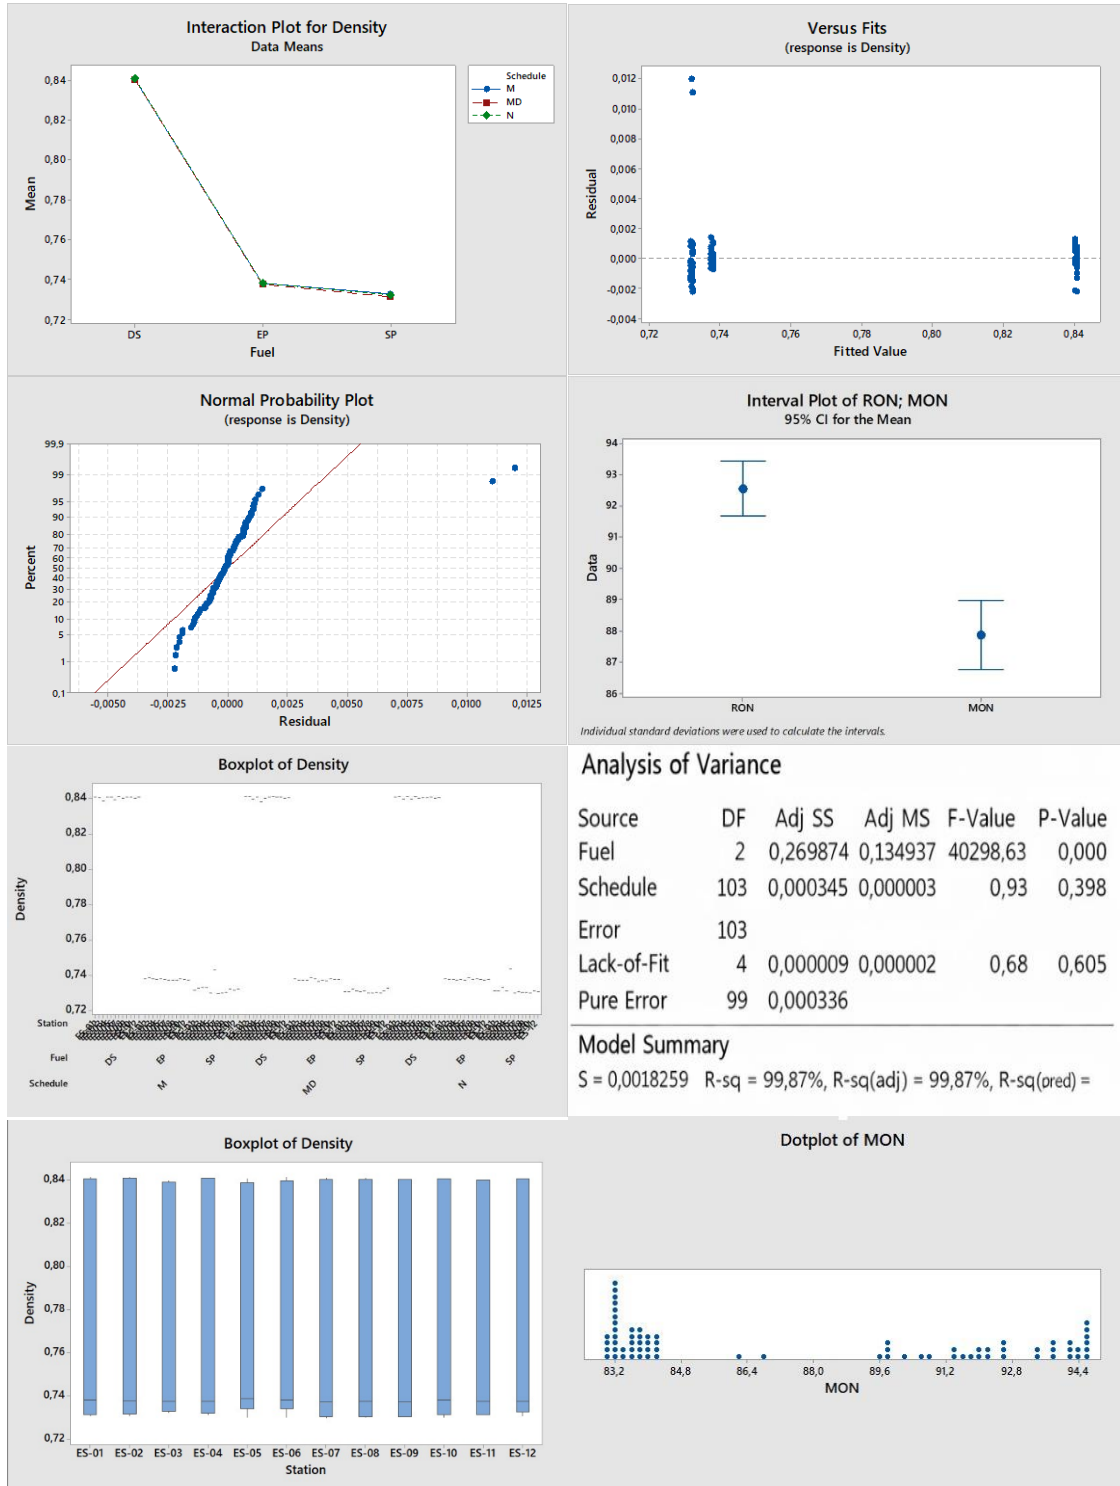 Interaction Plot for Density
Data Means
0,84
0,82
0,80
0,78
0,76
0,74
0,72
Mean
DS
EP
SP
Fuel
Schedule
M
MD
N
Versus Fits
(response is Density)
0,012
0,010
0,008
0,006
0,004
0,002
0,000
-0,002
-0,004
Residual
0,72
0,74
0,76
0,78
0,80
0,82
0,84
Fitted Value
Normal Probability Plot
(response is Density)
99,9
99
95
90
80
70
60
50
40
30
20
10
5
1
0,1
Percent
-0,0050
-0,0025
0,0000
0,0025
0,0050
0,0075
0,0100
0,0125
Residual
Interval Plot of RON; MON
95% CI for the Mean
94
93
92
91
90
89
88
87
86
Data
RON
MON
Individual standard deviations were used to calculate the intervals.
Boxplot of Density
0,84
0,82
0,80
0,78
0,76
0,74
0,72
Density
Station
Fuel
DS
EP
SP
DS
EP
SP
DS
EP
SP
Schedule
M
MD
N
Analysis of Variance
Source DF Adj SS Adj MS F-Value P-Value
Fuel 2 0,269874 0,134937 40298,63 0,000
Schedule 103 0,000345 0,000003 0,93 0,398
Error 103
Lack-of-Fit 4 0,000009 0,000002 0,68 0,605
Pure Error 99 0,000336
Model Summary
S = 0,0018259 R-sq = 99,87%, R-sq(adj) = 99,87%, R-sq(pred) =
Boxplot of Density
0,84
0,82
0,80
0,78
0,76
0,74
0,72
Density
ES-01
ES-02
ES-03
ES-04
ES-05
ES-06
ES-07
ES-08
ES-09
ES-10
ES-11
ES-12
Station
Dotplot of MON
83,2
84,8
86,4
88,0
89,6
91,2
92,8
94,4
MON